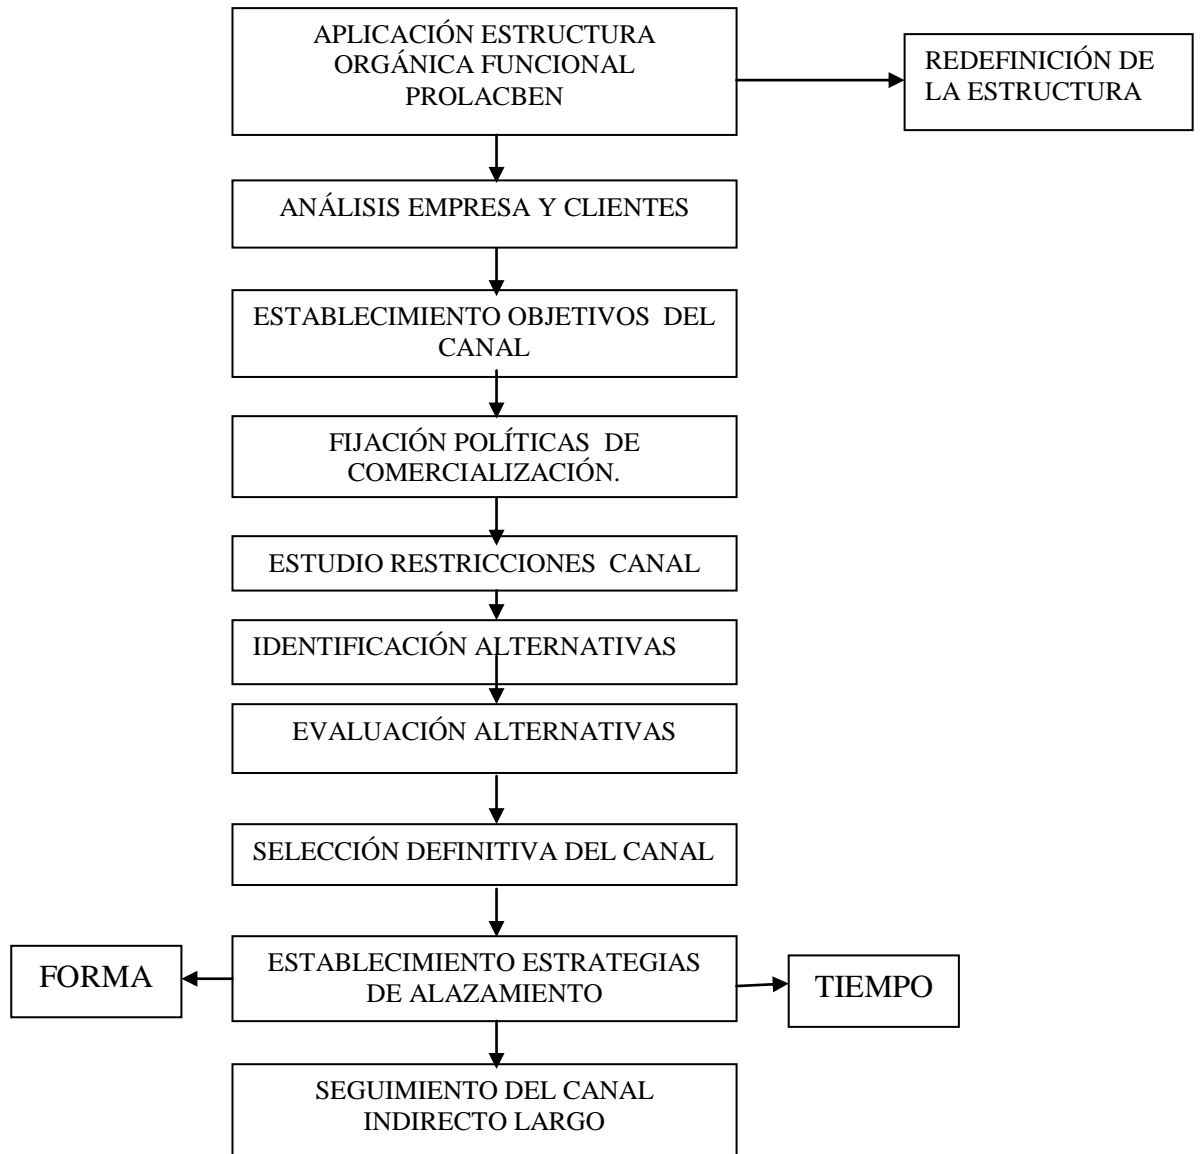 APLICACIÓN ESTRUCTURA
ORGÁNICA FUNCIONAL
PROLACBEN
REDEFINICIÓN DE
LA ESTRUCTURA
ANÁLISIS EMPRESA Y CLIENTES
ESTABLECIMIENTO OBJETIVOS DEL
CANAL
FIJACIÓN POLÍTICAS DE
COMERCIALIZACIÓN.
ESTUDIO RESTRICCIONES CANAL
IDENTIFICACIÓN ALTERNATIVAS
EVALUACIÓN ALTERNATIVAS
SELECCIÓN DEFINITIVA DEL CANAL
FORMA
ESTABLECIMIENTO ESTRATEGIAS
DE ALAZAMIENTO
TIEMPO
SEGUIMIENTO DEL CANAL
INDIRECTO LARGO